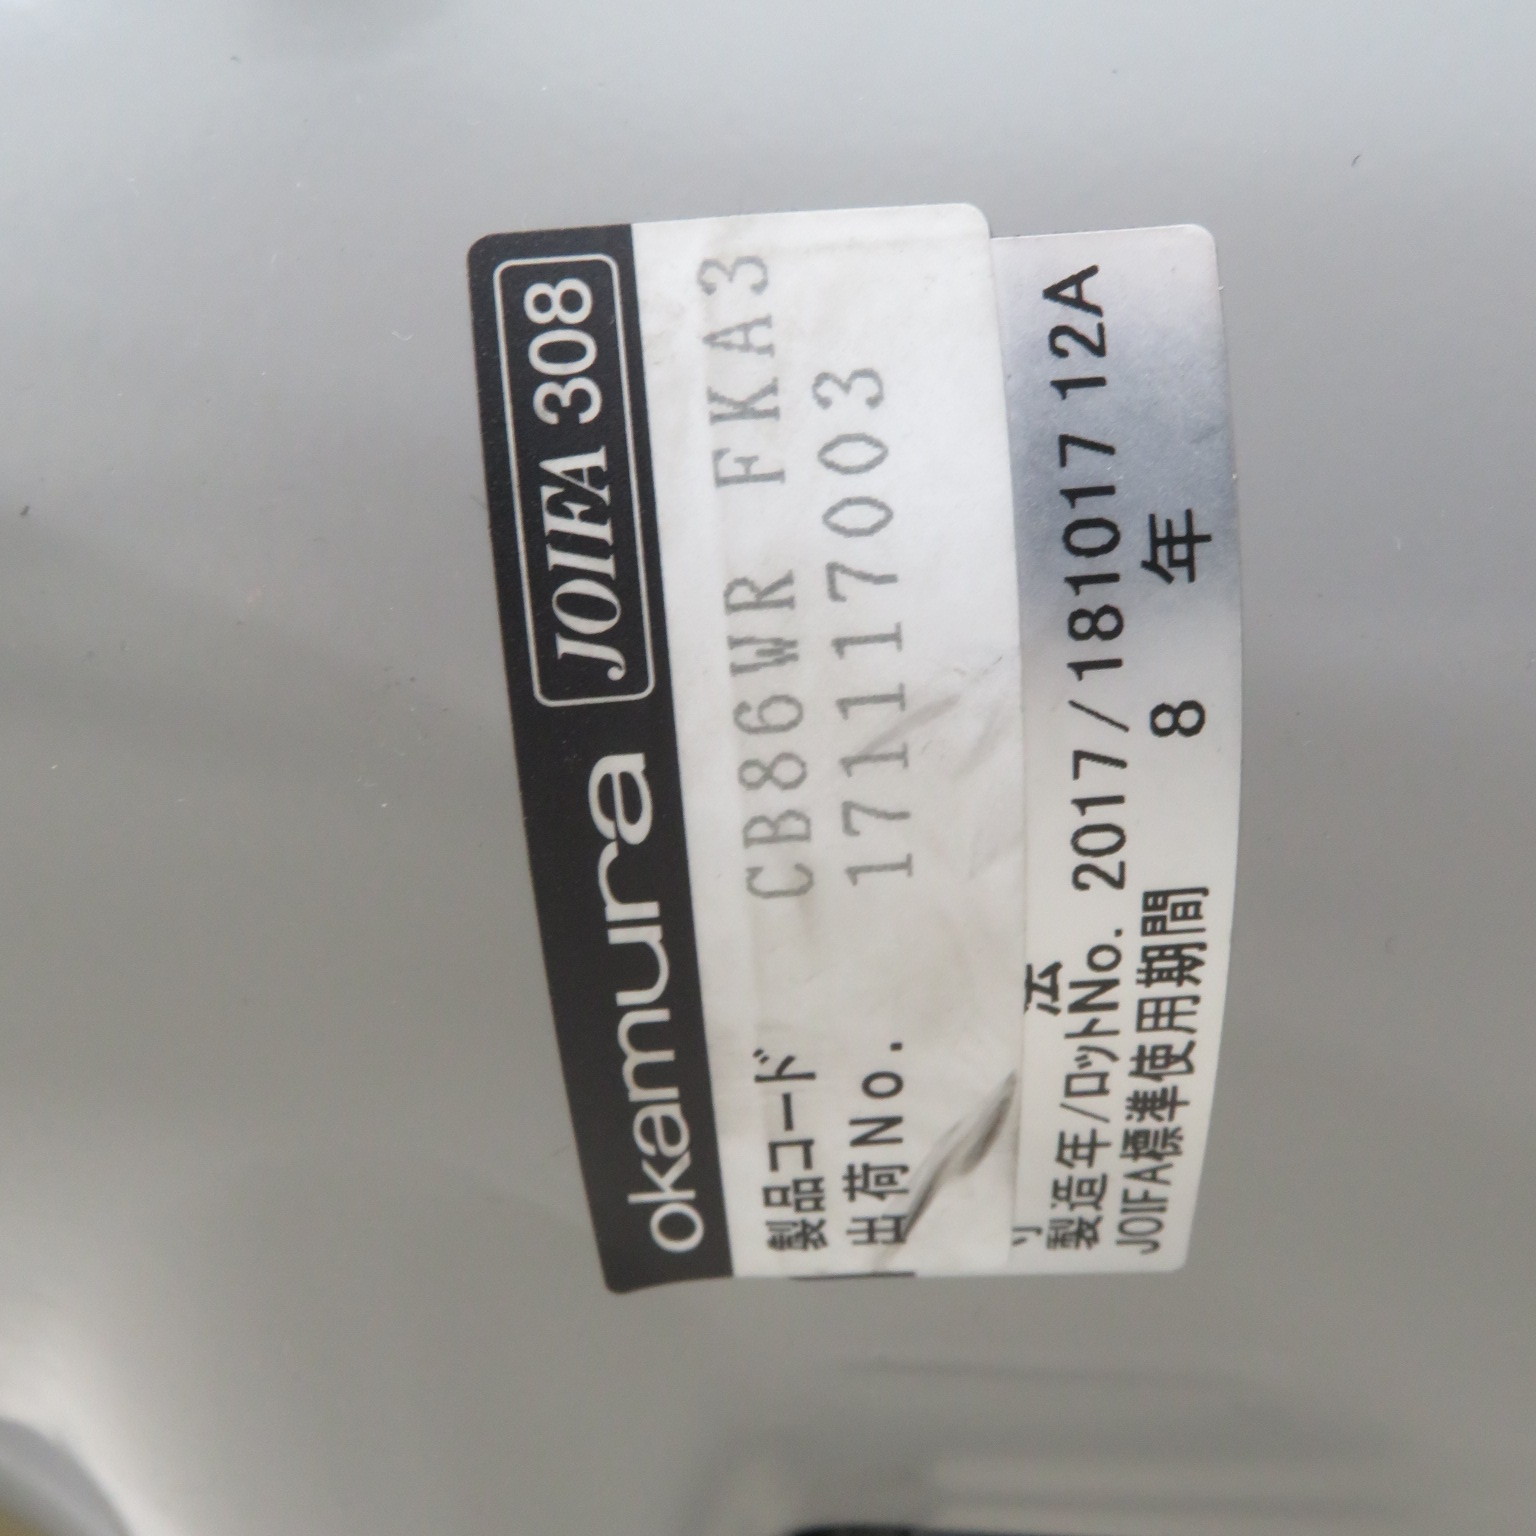 okamura JOIFA 308
製品コード CB86WR FKA3
出荷No. 171117003
法
製造年/ロットNo. 2017/181017 12A
JOIFA標準使用期間 8 年